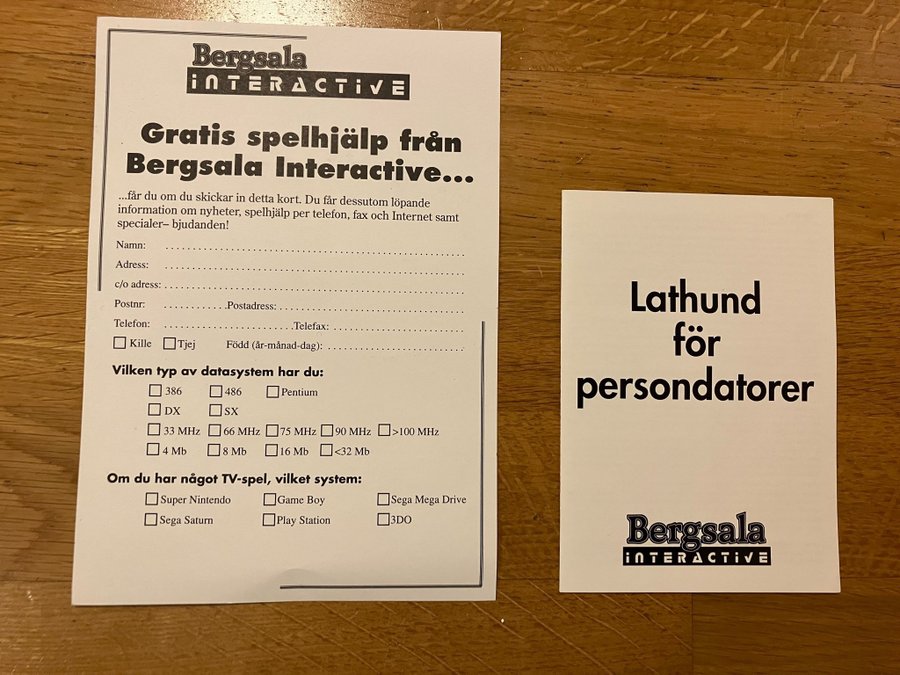 Bergsala
INTERACTIVE
Gratis spelhjälp från
Bergsala Interactive...
...får du om du skickar in detta kort. Du får dessutom löpande
information om nyheter, spelhjälp per telefon, fax och Internet samt
specialer– bjudanden!
Namn:
Adress:
c/o adress:
Postnr: Postadress:
Telefon: Telefax:
Kille Tjej Född (år-månad-dag):
Vilken typ av datasystem har du:
386 486 Pentium
DX SX
33 MHz 66 MHz 75 MHz 90 MHz >100 MHz
4 Mb 8 Mb 16 Mb <32 Mb
Om du har något TV-spel, vilket system:
Super Nintendo Game Boy Sega Mega Drive
Sega Saturn Play Station 3DO
Lathund
för
persondatorer
Bergsala
INTERACTIVE